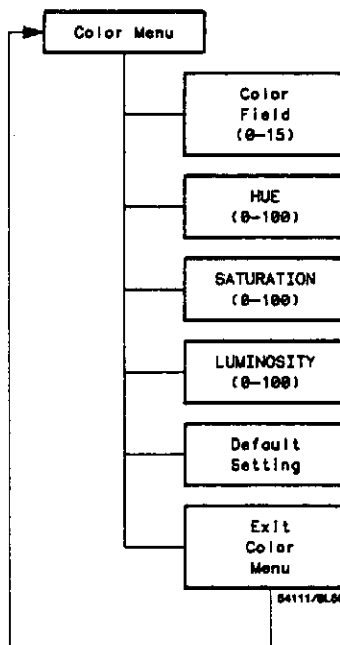 Color Menu
Color
Field
(0-15)
HUE
(0-100)
SATURATION
(0-100)
LUMINOSITY
(0-100)
Default
Setting
Exit
Color
Menu